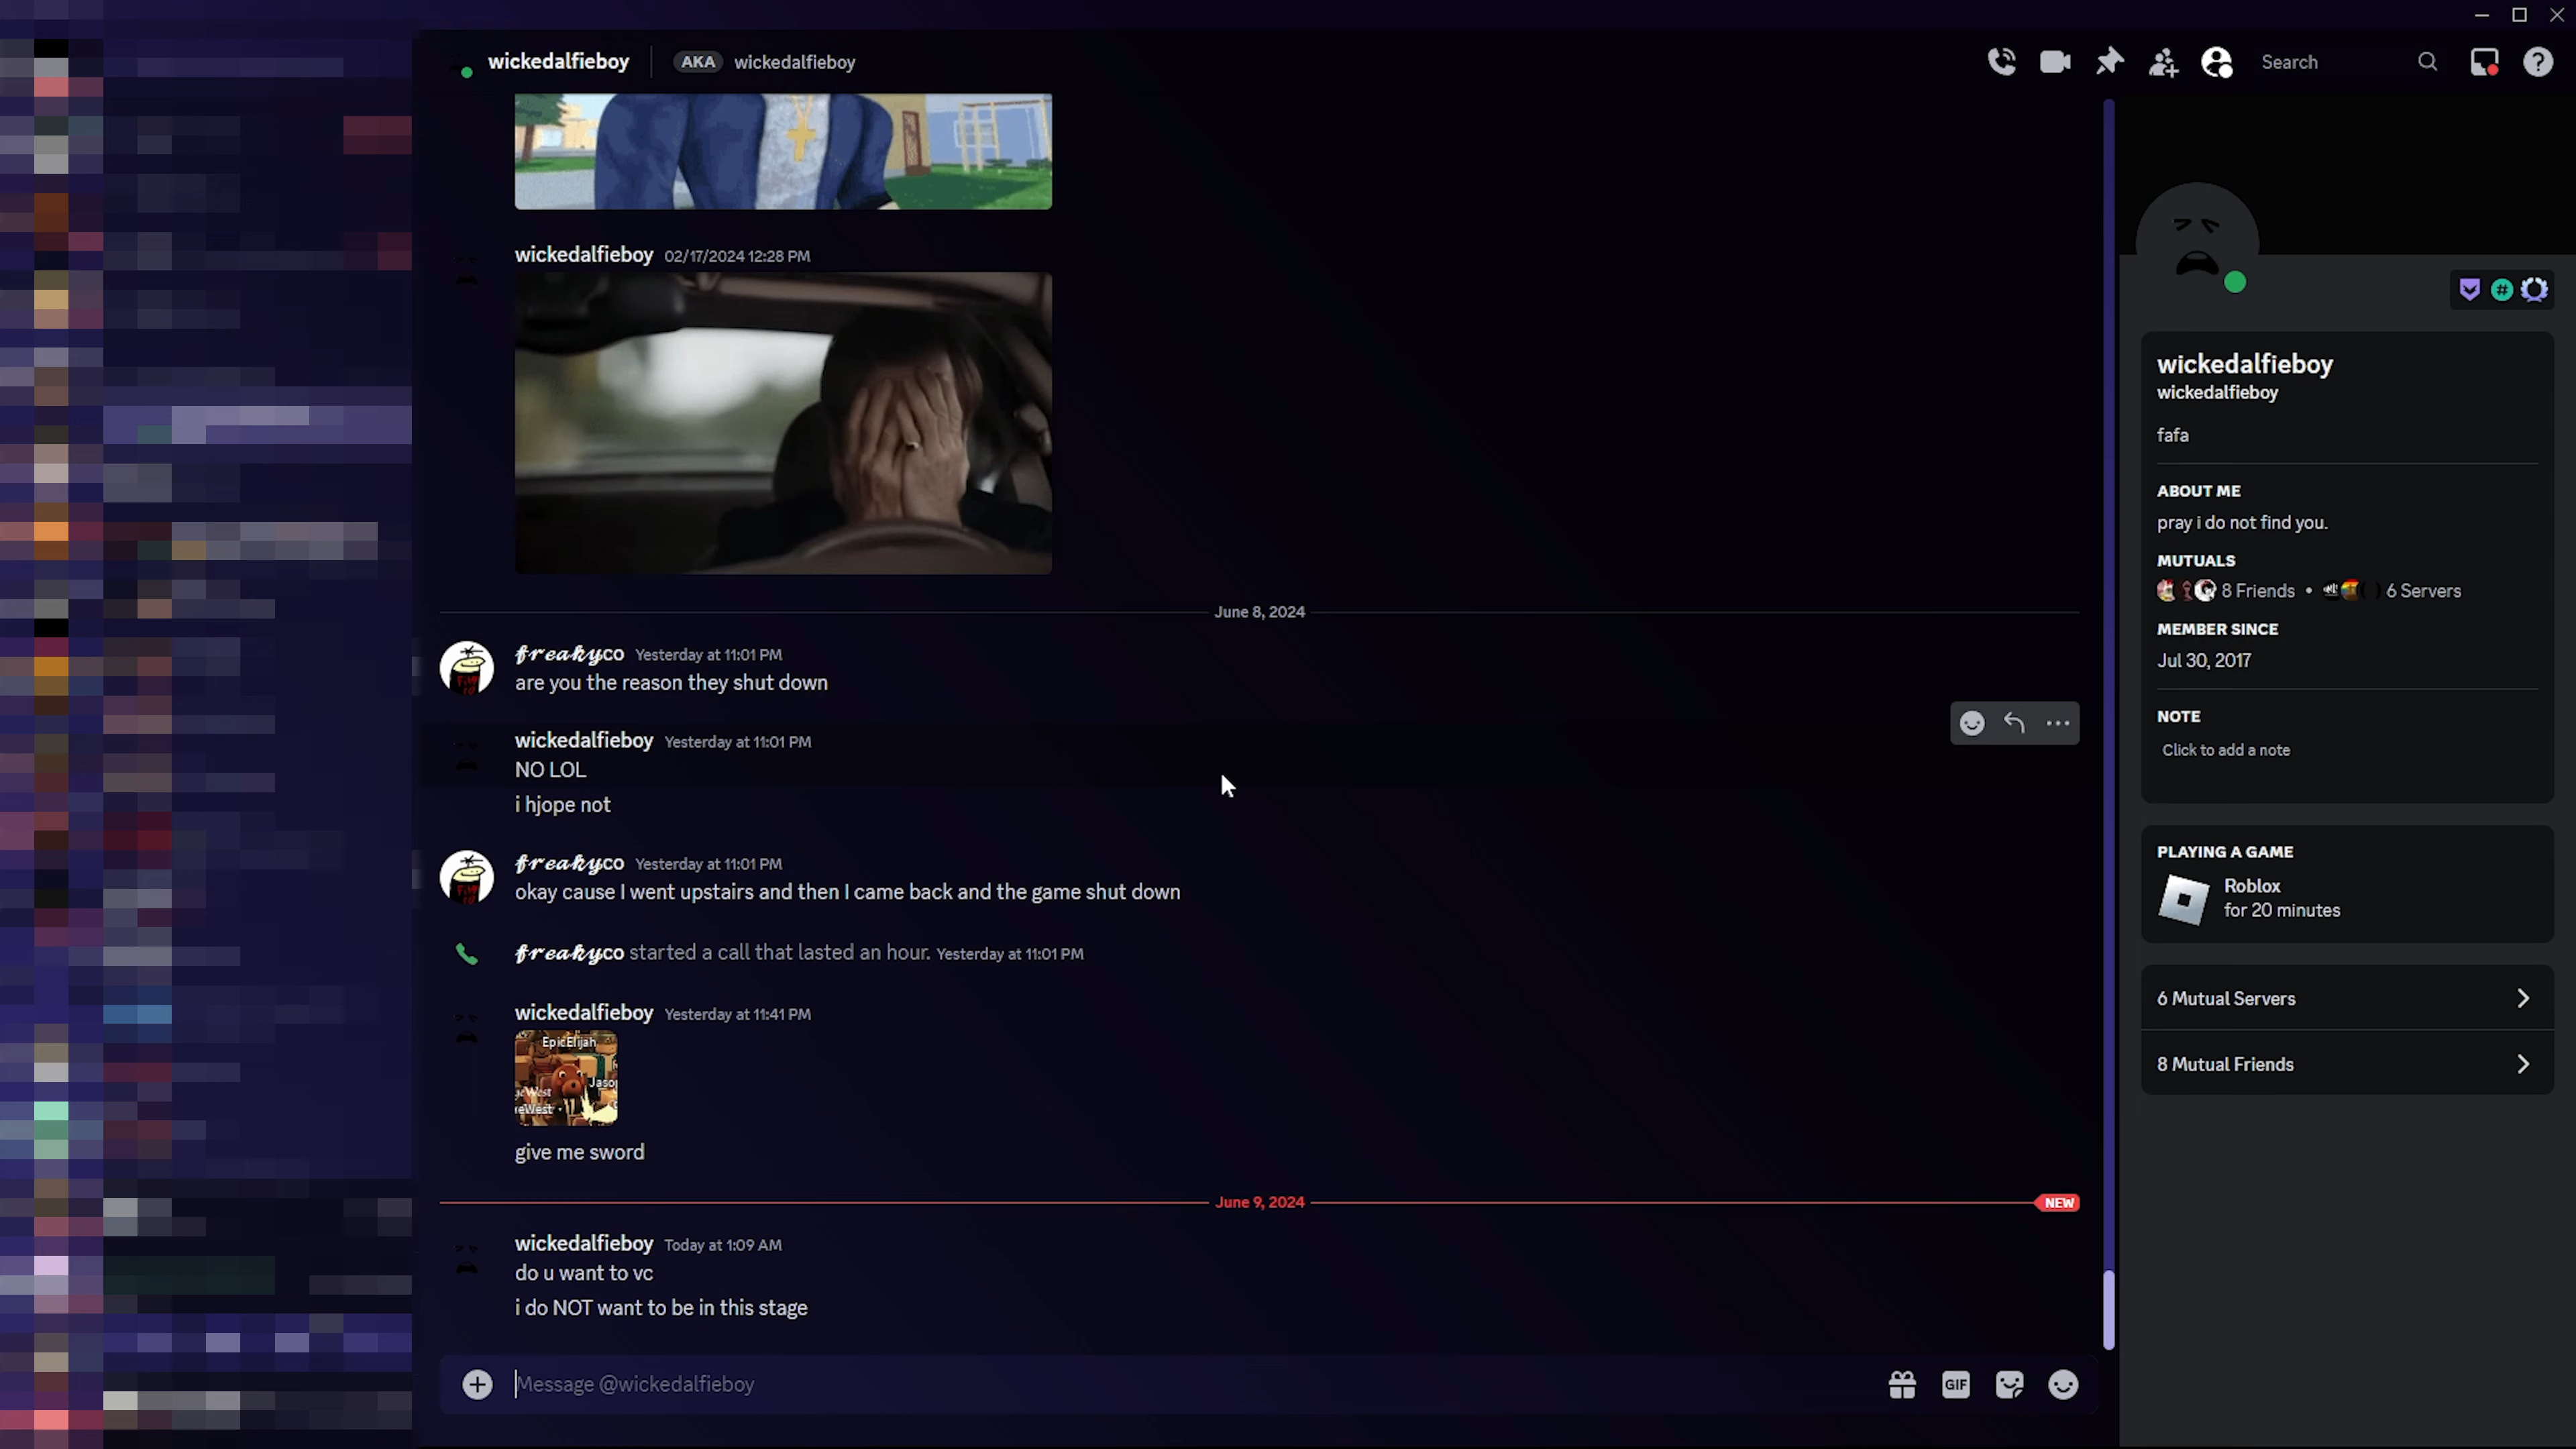 wickedalfieboy AKA wickedalfieboy
Search
wickedalfieboy 02/17/2024 12:28 PM
June 8, 2024
𝓯𝓻𝓮𝓪𝓴𝔂co Yesterday at 11:01 PM
are you the reason they shut down
wickedalfieboy Yesterday at 11:01 PM
NO LOL
i hjope not
𝓯𝓻𝓮𝓪𝓴𝔂co Yesterday at 11:01 PM
okay cause I went upstairs and then I came back and the game shut down
𝓯𝓻𝓮𝓪𝓴𝔂co started a call that lasted an hour. Yesterday at 11:01 PM
wickedalfieboy Yesterday at 11:41 PM
EpicElijah
eWest
give me sword
June 9, 2024 NEW
wickedalfieboy Today at 1:09 AM
do u want to vc
i do NOT want to be in this stage
Message @wickedalfieboy
GIF
wickedalfieboy
wickedalfieboy
fafa
ABOUT ME
pray i do not find you.
MUTUALS
8 Friends • 6 Servers
MEMBER SINCE
Jul 30, 2017
NOTE
Click to add a note
PLAYING A GAME
Roblox
for 20 minutes
6 Mutual Servers
8 Mutual Friends